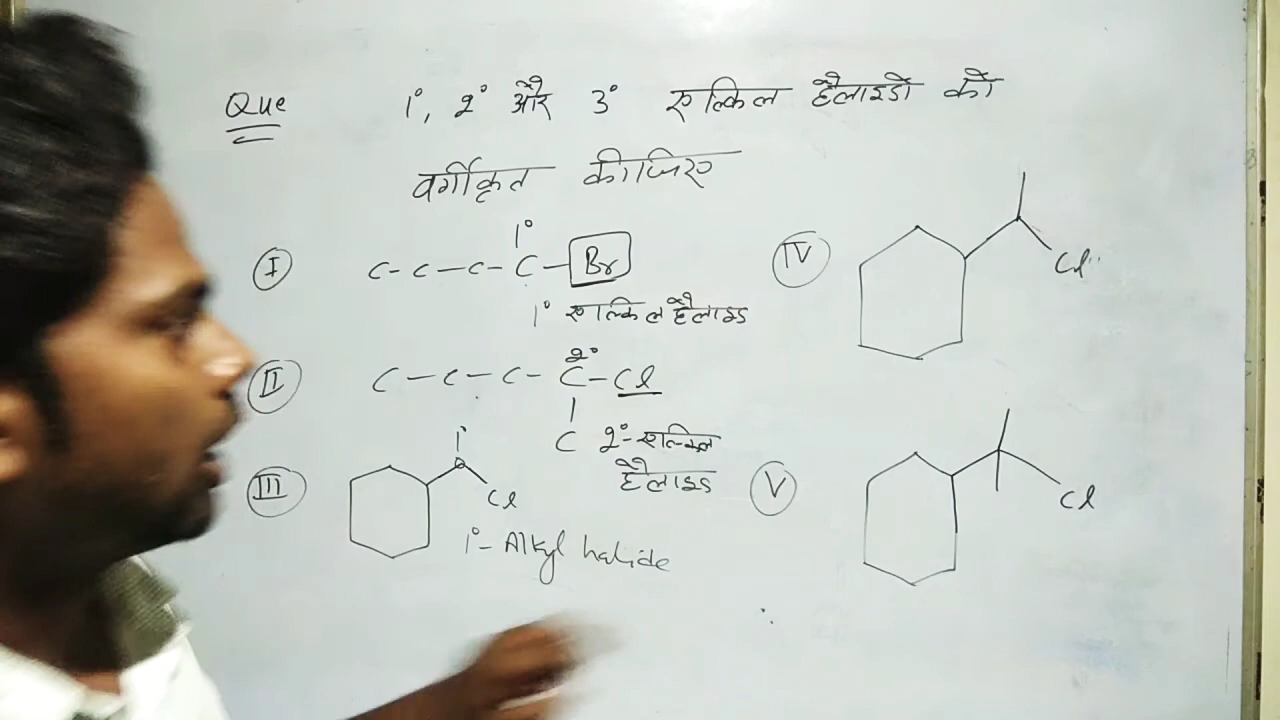 Que 1°, 2° और 3° एल्किल हैलाइडो को
वर्गीकृत कीजिए
I C-C-C-C-Br
1°
1° एल्किल हैलाइड
II C-C-C-C-Cl
2°
C
2°-एल्किल
हैलाइड
III 1°
Cl
1°-Alkyl halide
IV Cl
V Cl